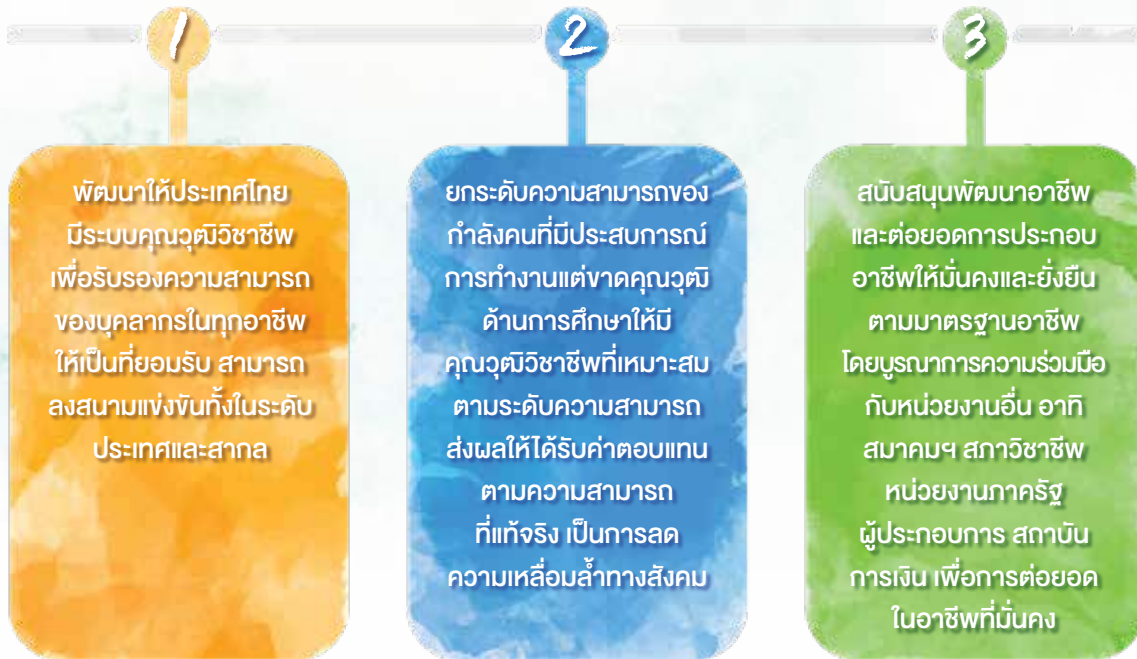 1
พัฒนาให้ประเทศไทย
มีระบบคุณวุฒิวิชาชีพ
เพื่อรับรองความสามารถ
ของบุคลากรในทุกอาชีพ
ให้เป็นที่ยอมรับ สามารถ
ลงสนามแข่งขันทั้งในระดับ
ประเทศและสากล
2
ยกระดับความสามารถของ
กำลังคนที่มีประสบการณ์
การทำงานแต่ขาดคุณวุฒิ
ด้านการศึกษาให้มี
คุณวุฒิวิชาชีพที่เหมาะสม
ตามระดับความสามารถ
ส่งผลให้ได้รับค่าตอบแทน
ตามความสามารถ
ที่แท้จริง เป็นการลด
ความเหลื่อมล้ำทางสังคม
3
สนับสนุนพัฒนาอาชีพ
และต่อยอดการประกอบ
อาชีพให้มั่นคงและยั่งยืน
ตามมาตรฐานอาชีพ
โดยบูรณาการความร่วมมือ
กับหน่วยงานอื่น อาทิ
สมาคมฯ สภาวิชาชีพ
หน่วยงานภาครัฐ
ผู้ประกอบการ สถาบัน
การเงิน เพื่อการต่อยอด
ในอาชีพที่มั่นคง